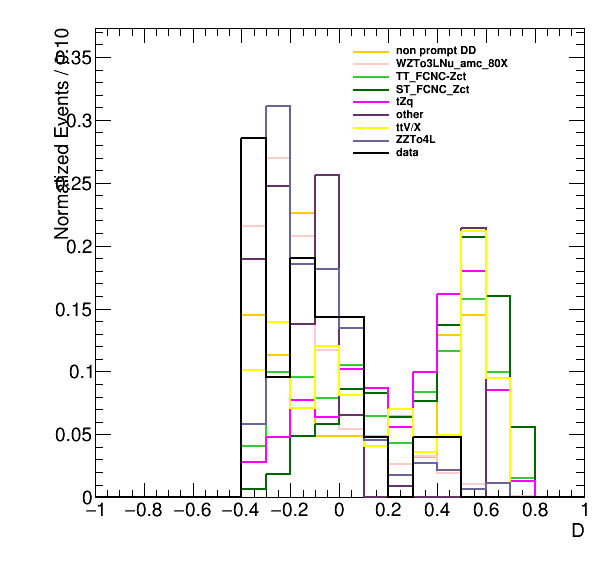 Normalized Events / 0.10
0.35
0.3
0.25
0.2
0.15
0.1
0.05
0
non prompt DD
WZTo3LNu_amc_80X
TT_FCNC-Zct
ST_FCNC_Zct
tZq
other
ttV/X
ZZTo4L
data
−1 −0.8 −0.6 −0.4 −0.2 0 0.2 0.4 0.6 0.8 1
D